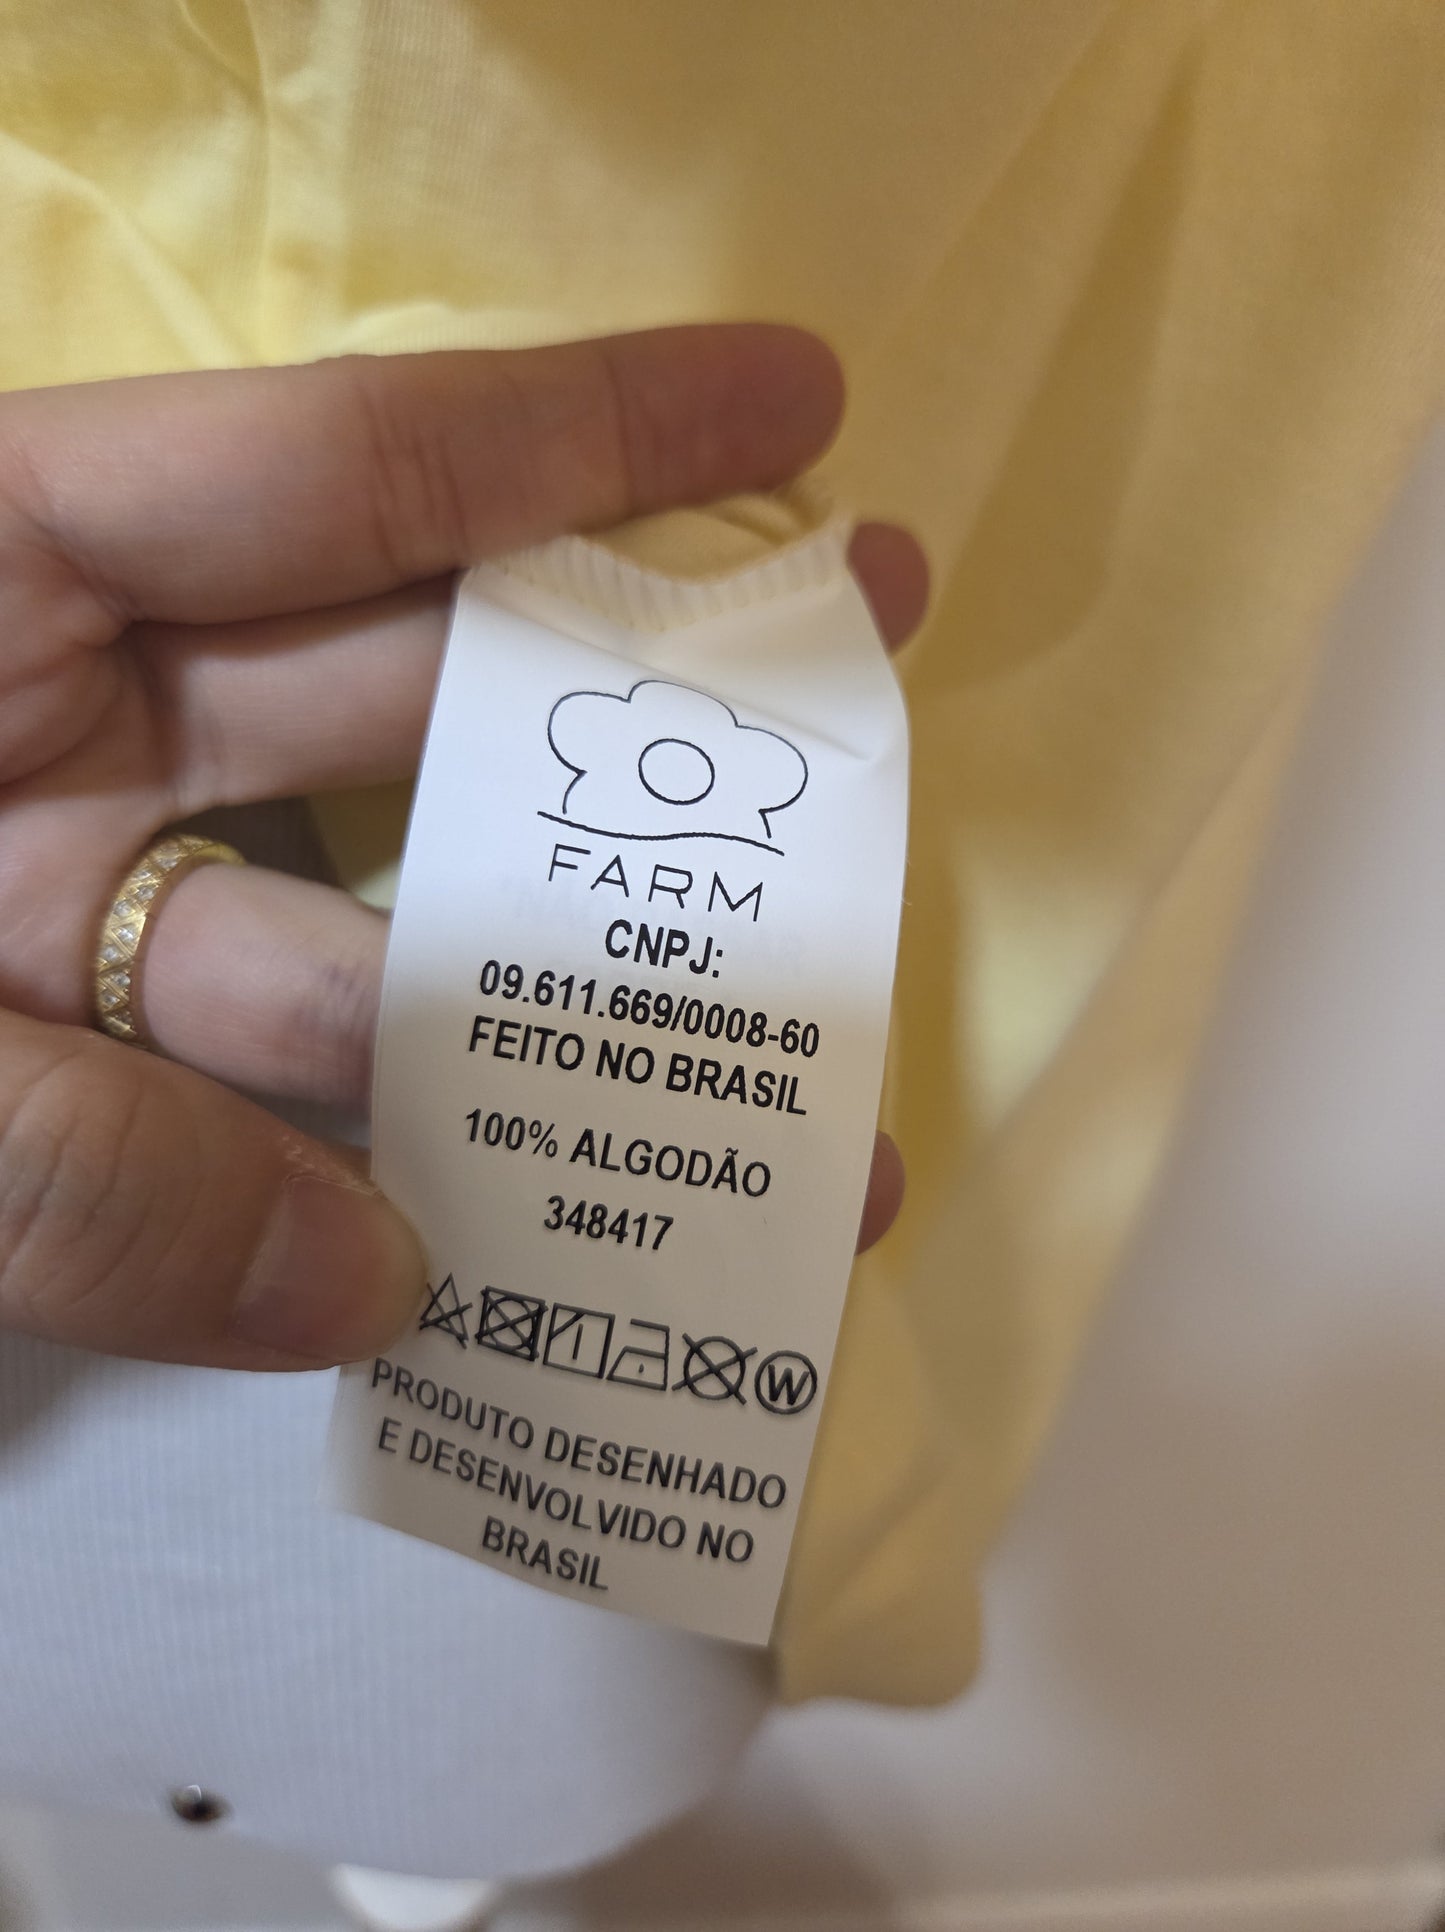 FARM
CNPJ:
09.611.669/0008-60
FEITO NO BRASIL
100% ALGODÃO
348417
W
PRODUTO DESENHADO
E DESENVOLVIDO NO
BRASIL